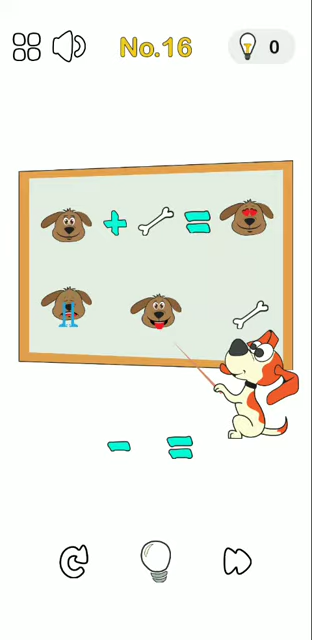 No.16
0
+ =
- =